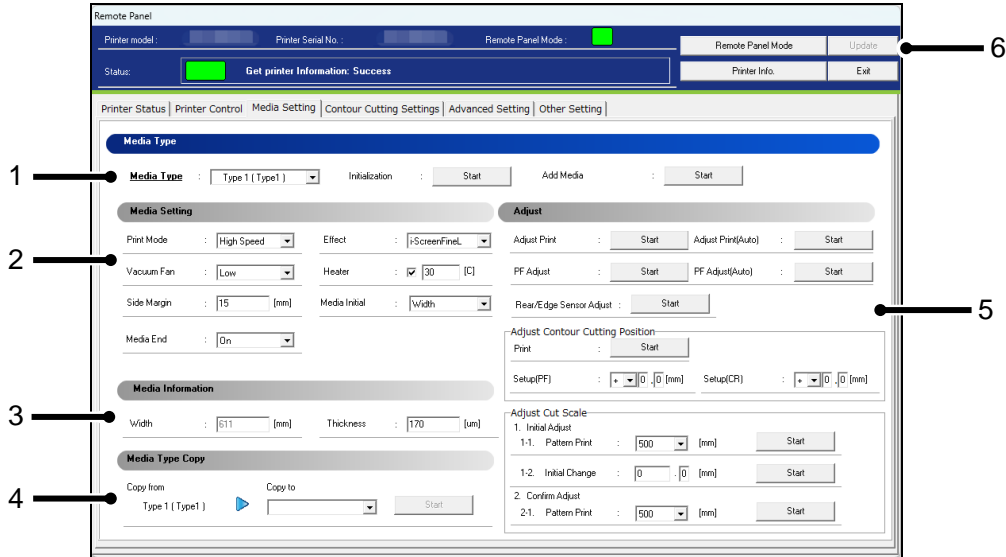 Remote Panel
Printer model : Printer Serial No. : Remote Panel Mode : Remote Panel Mode Update
6
Status: Get printer Information: Success Printer Info. Exit
Printer Status Printer Control Media Setting Contour Cutting Settings Advanced Setting Other Setting
Media Type
1
Media Type : Type 1 ( Type1 ) Initialization : Start Add Media : Start
Media Setting Adjust
Print Mode : High Speed Effect : i-ScreenFineL Adjust Print : Start Adjust Print(Auto) : Start
2
Vacuum Fan : Low Heater : 30 [C] PF Adjust : Start PF Adjust(Auto) : Start
Side Margin : 15 [mm] Media Initial : Width Rear/Edge Sensor Adjust : Start
5
Media End : On
Adjust Contour Cutting Position
Print : Start
Setup(PF) : + 0 . 0 [mm] Setup(CR) : + 0 . 0 [mm]
Media Information
3
Width : 611 [mm] Thickness : 170 [um]
Adjust Cut Scale
1. Initial Adjust
1-1. Pattern Print : 500 [mm] Start
Media Type Copy
1-2. Initial Change : 0 . 0 [mm] Start
4
Copy from Copy to
Type 1 ( Type1 ) Start
2. Confirm Adjust
2-1. Pattern Print : 500 [mm] Start